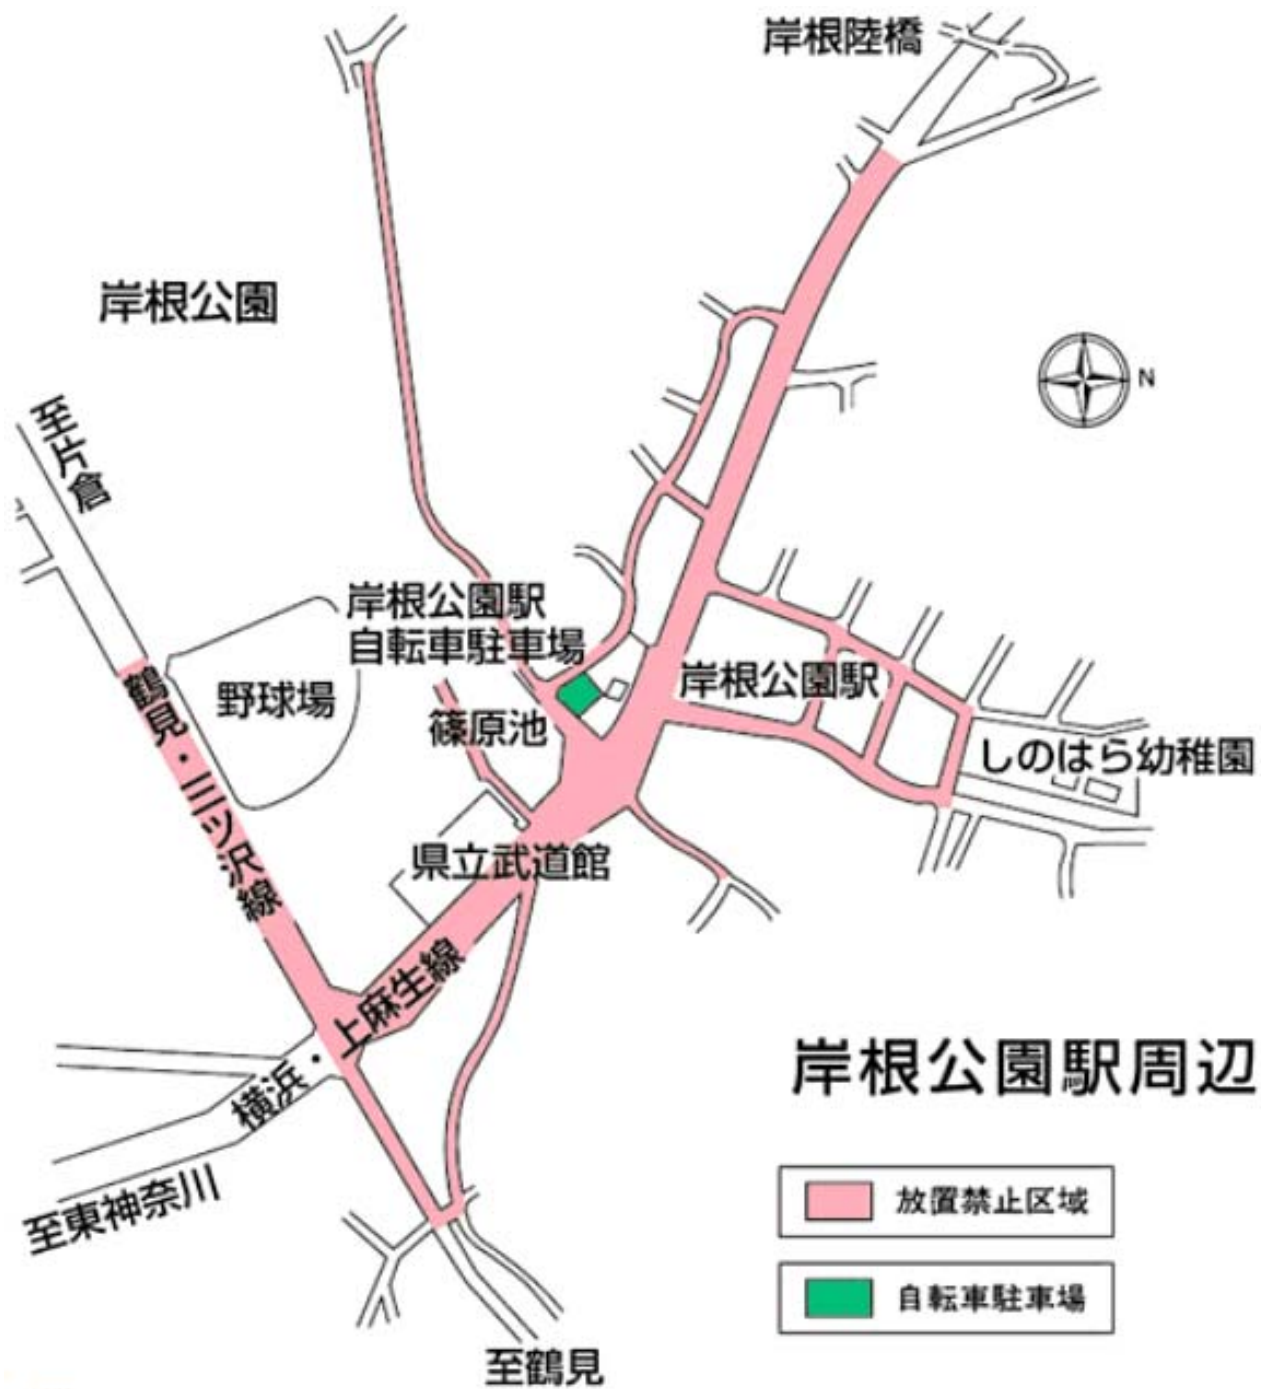 岸根陸橋
岸根公園
N
至片倉
岸根公園駅
自転車駐車場
岸根公園駅
野球場
篠原池
しのはら幼稚園
鶴見・三ツ沢線
県立武道館
横浜・上麻生線
岸根公園駅周辺
至東神奈川
放置禁止区域
自転車駐車場
至鶴見